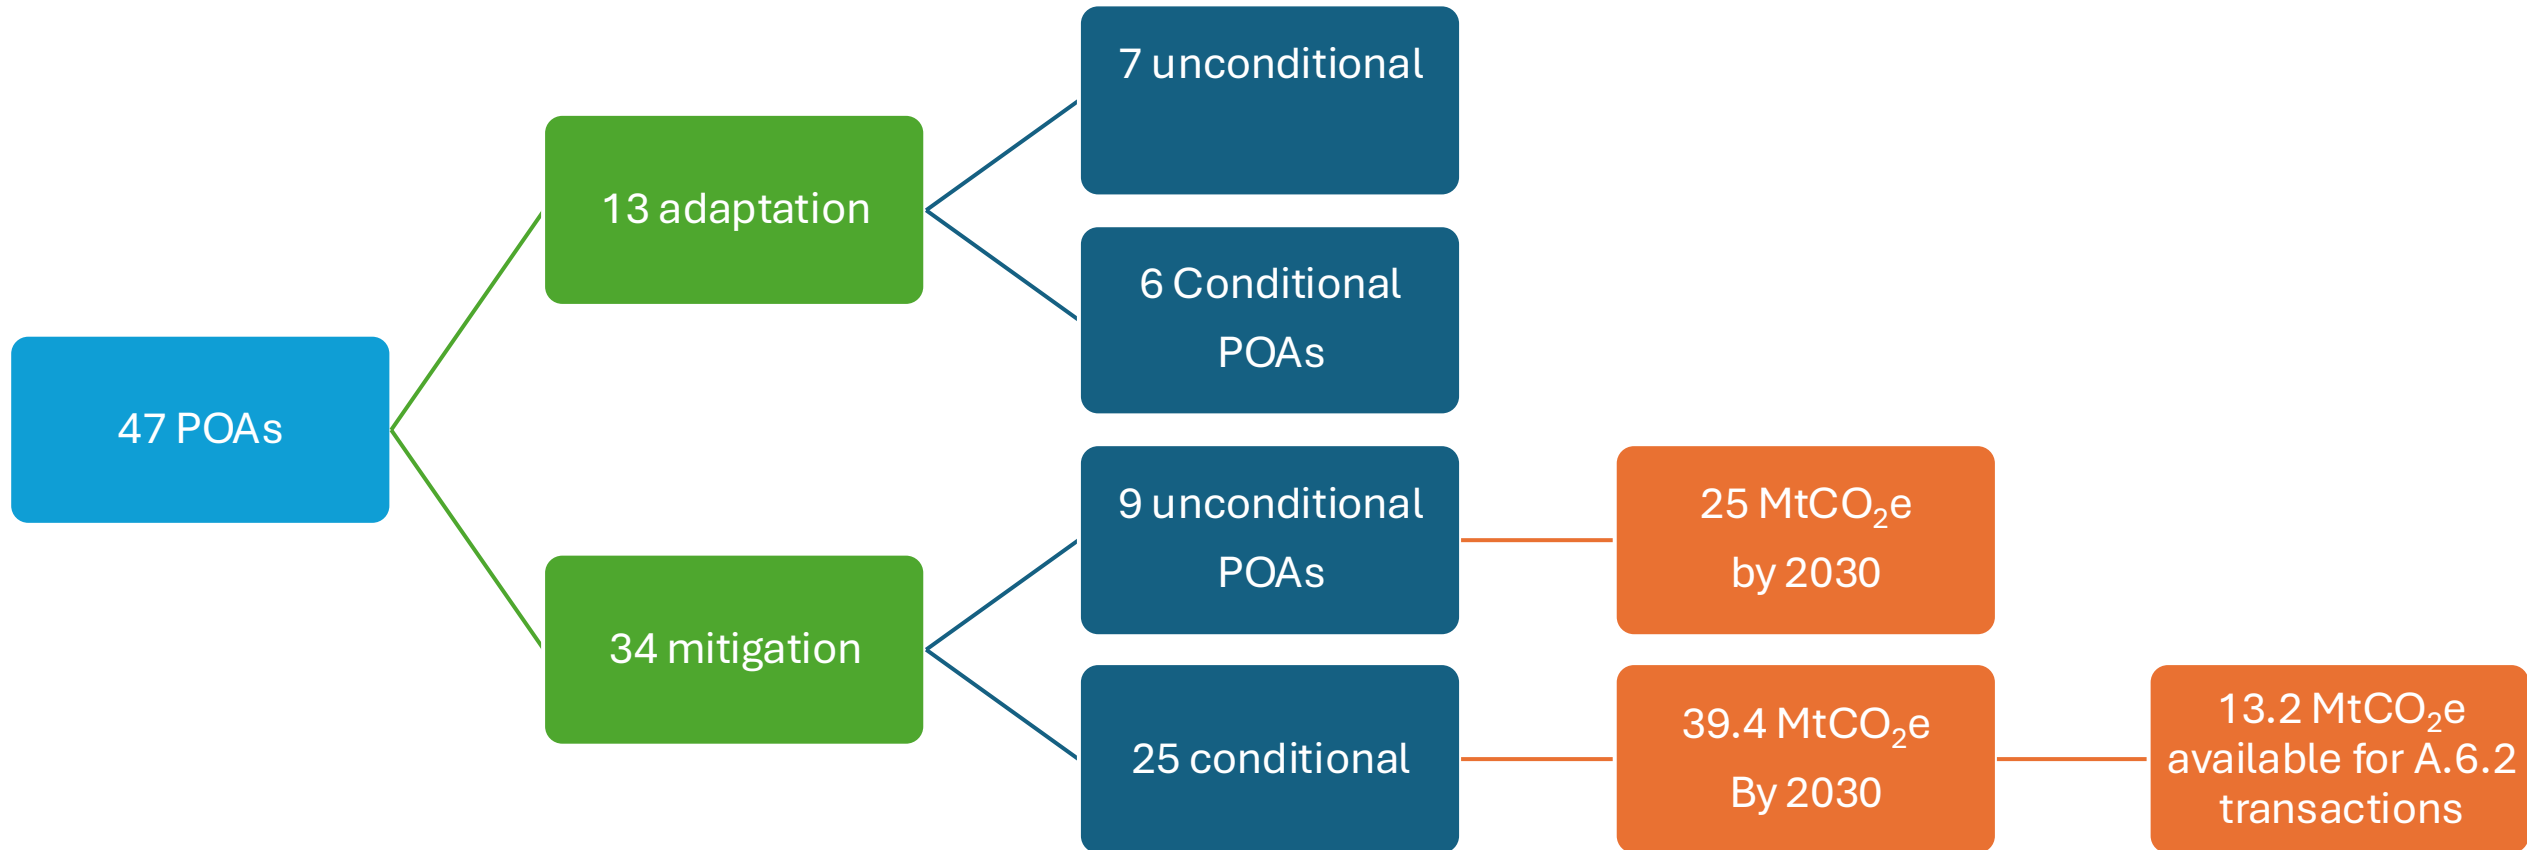 47 POAs
13 adaptation
7 unconditional
6 Conditional
POAs
34 mitigation
9 unconditional
POAs
25 MtCO₂e
by 2030
25 conditional
39.4 MtCO₂e
By 2030
13.2 MtCO₂e
available for A.6.2
transactions